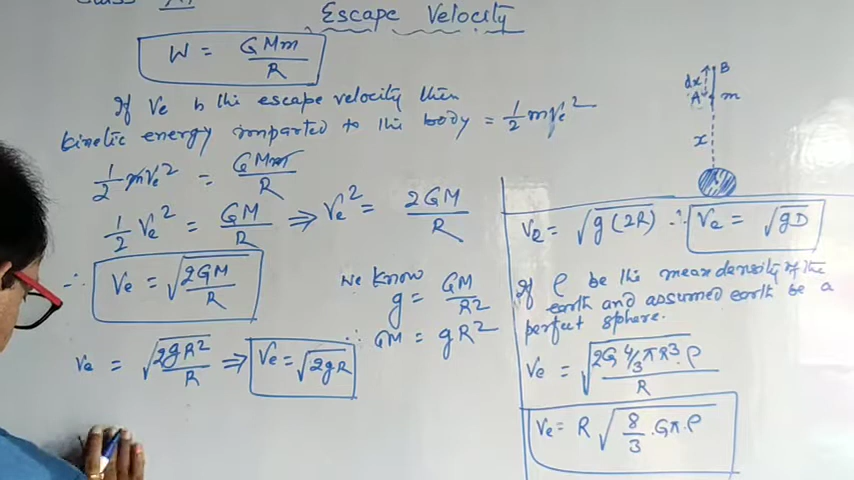 Class XI
Escape Velocity
W = GMm/R
If Ve is the escape velocity then
kinetic energy imparted to the body = 1/2 mVe²
1/2 mVe² = GMm/R
1/2 Ve² = GM/R ⇒ Ve² = 2GM/R
∴ Ve = √(2GM/R)
We know
g = GM/R²
∴ GM = gR²
Ve = √(2gR²/R) ⇒ Ve = √(2gR)
B
dx
A
m
x
Ve = √(g(2R)) ∴ Ve = √(gD)
If ρ be the mean density of the
earth and assumed earth be a
perfect sphere.
Ve = √(2G 4/3 πR³.ρ/R)
Ve = R √(8/3 .Gπ.ρ)